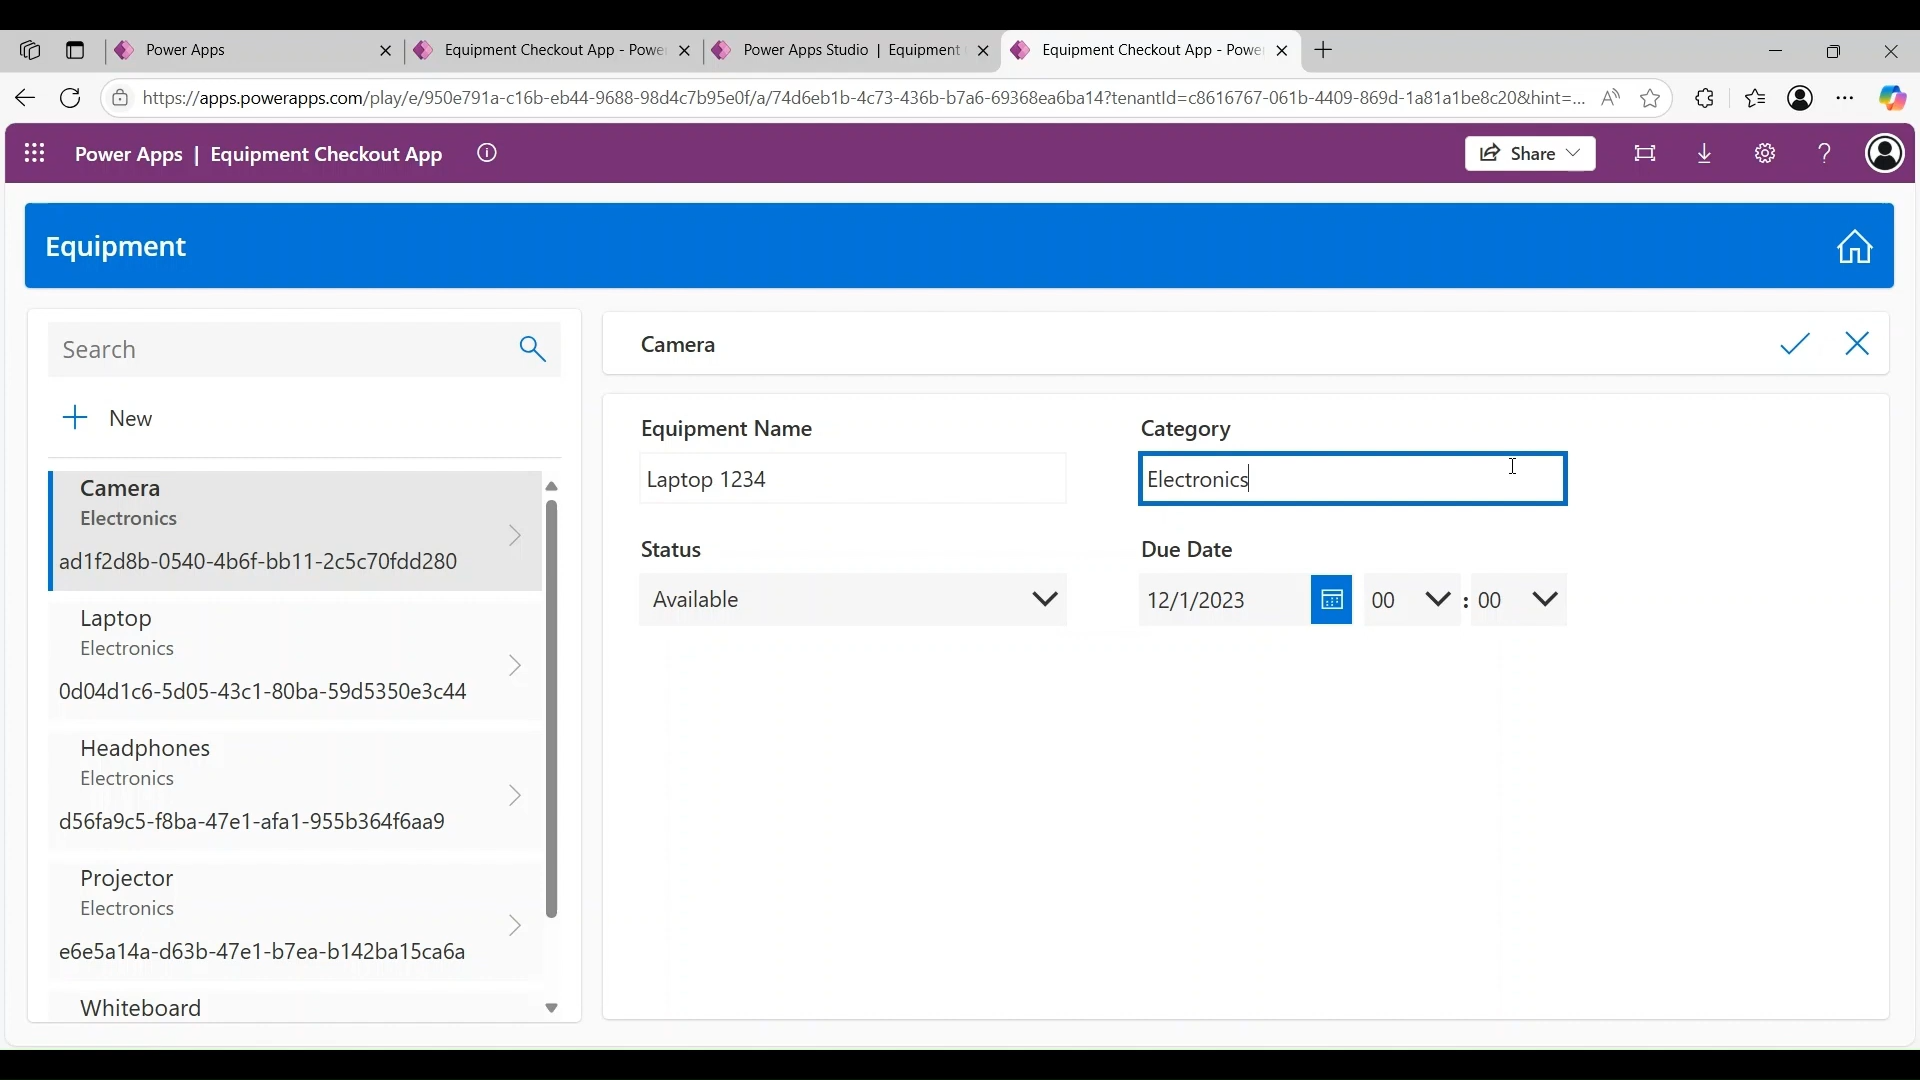 Power Apps
Equipment Checkout App - Powe
Power Apps Studio | Equipment
Equipment Checkout App - Powe
https://apps.powerapps.com/play/e/950e791a-c16b-eb44-9688-98d4c7b95e0f/a/74d6eb1b-4c73-436b-b7a6-69368ea6ba14?tenantId=c8616767-061b-4409-869d-1a81a1be8c20&hint=...
Power Apps | Equipment Checkout App
Share
Equipment
Search
New
Camera
Electronics
ad1f2d8b-0540-4b6f-bb11-2c5c70fdd280
Laptop
Electronics
0d04d1c6-5d05-43c1-80ba-59d5350e3c44
Headphones
Electronics
d56fa9c5-f8ba-47e1-afa1-955b364f6aa9
Projector
Electronics
e6e5a14a-d63b-47e1-b7ea-b142ba15ca6a
Whiteboard
Camera
Equipment Name
Category
Laptop 1234
Electronics
Status
Due Date
Available
12/1/2023
00 : 00